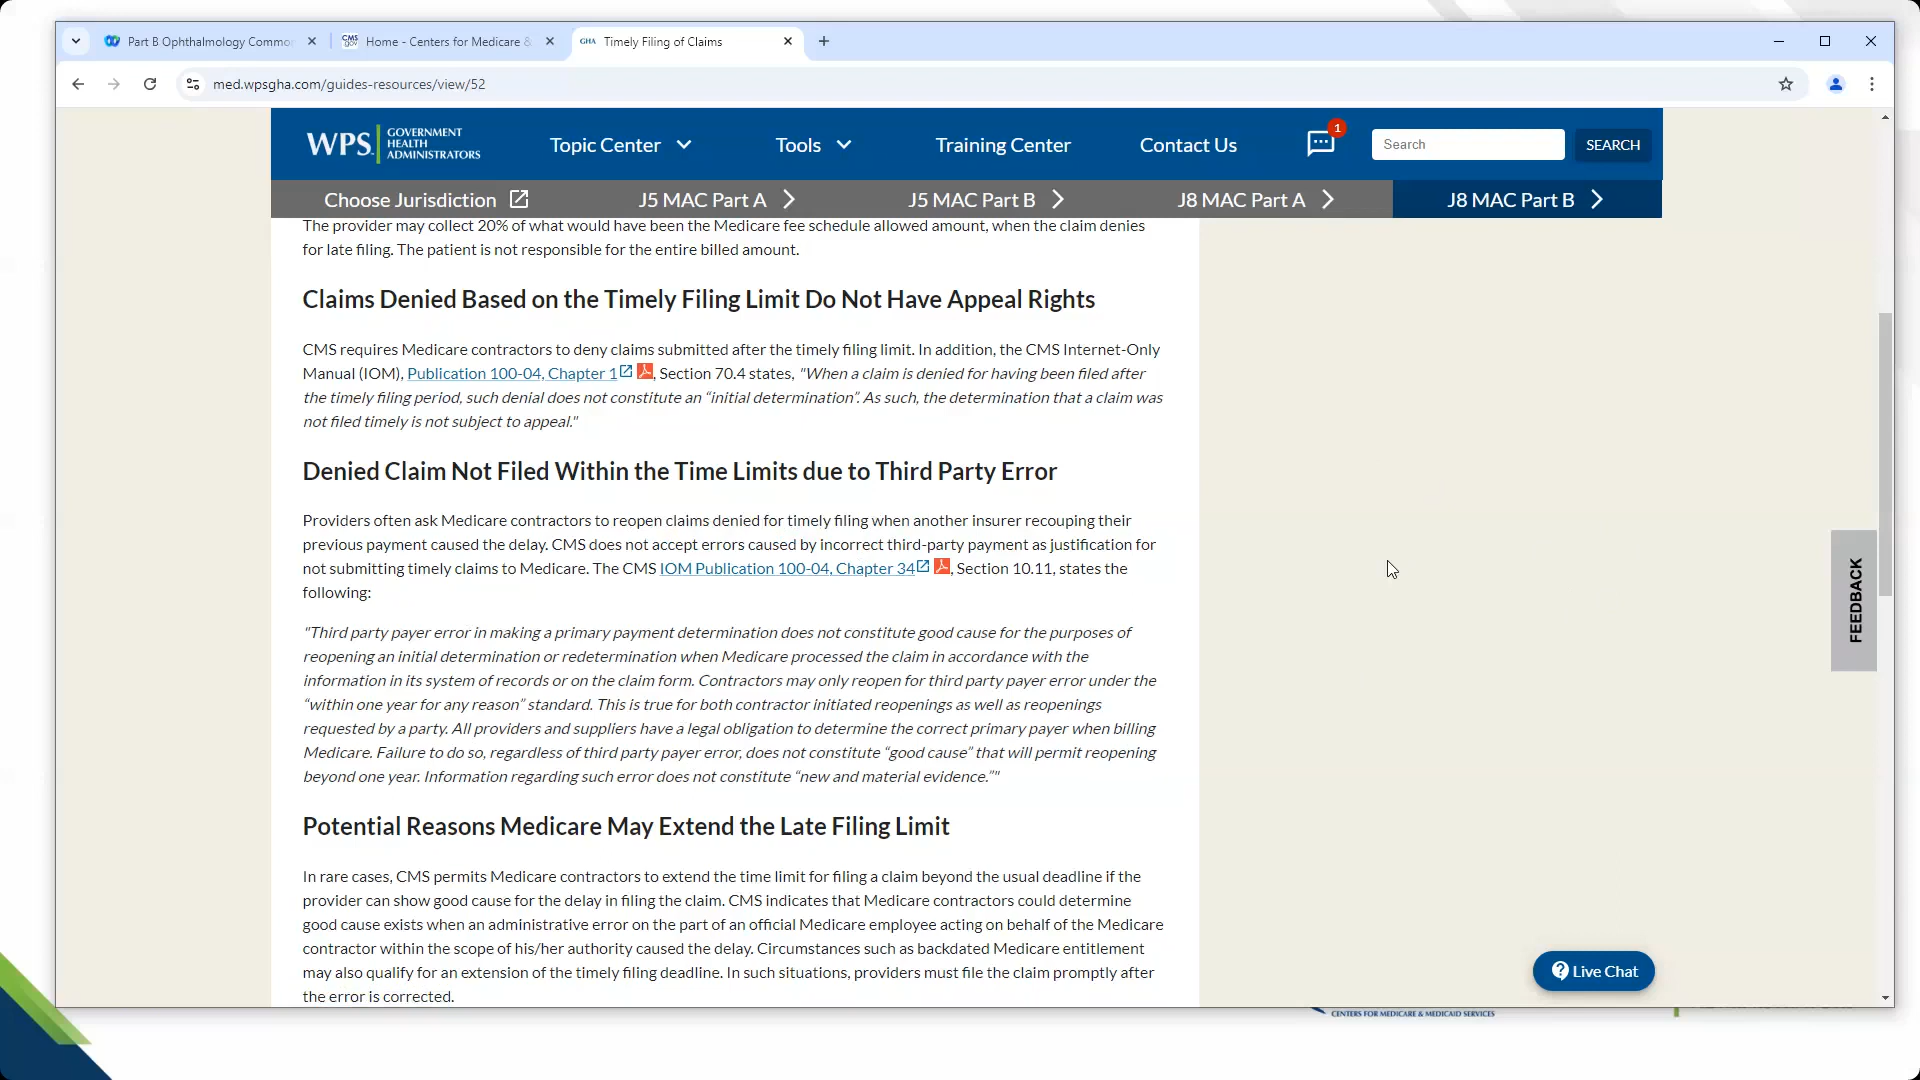 Part B Ophthalmology Commo
Home - Centers for Medicare &
GHA Timely Filing of Claims
med.wpsgha.com/guides-resources/view/52
WPS GOVERNMENT HEALTH ADMINISTRATORS
Topic Center
Tools
Training Center
Contact Us
1
Search
SEARCH
Choose Jurisdiction
J5 MAC Part A
J5 MAC Part B
J8 MAC Part A
J8 MAC Part B
The provider may collect 20% of what would have been the Medicare fee schedule allowed amount, when the claim denies
for late filing. The patient is not responsible for the entire billed amount.
Claims Denied Based on the Timely Filing Limit Do Not Have Appeal Rights
CMS requires Medicare contractors to deny claims submitted after the timely filing limit. In addition, the CMS Internet-Only
Manual (IOM), Publication 100-04, Chapter 1, Section 70.4 states, "When a claim is denied for having been filed after
the timely filing period, such denial does not constitute an “initial determination”. As such, the determination that a claim was
not filed timely is not subject to appeal."
Denied Claim Not Filed Within the Time Limits due to Third Party Error
Providers often ask Medicare contractors to reopen claims denied for timely filing when another insurer recouping their
previous payment caused the delay. CMS does not accept errors caused by incorrect third-party payment as justification for
not submitting timely claims to Medicare. The CMS IOM Publication 100-04, Chapter 34, Section 10.11, states the
following:
"Third party payer error in making a primary payment determination does not constitute good cause for the purposes of
reopening an initial determination or redetermination when Medicare processed the claim in accordance with the
information in its system of records or on the claim form. Contractors may only reopen for third party payer error under the
“within one year for any reason” standard. This is true for both contractor initiated reopenings as well as reopenings
requested by a party. All providers and suppliers have a legal obligation to determine the correct primary payer when billing
Medicare. Failure to do so, regardless of third party payer error, does not constitute “good cause” that will permit reopening
beyond one year. Information regarding such error does not constitute “new and material evidence.”"
Potential Reasons Medicare May Extend the Late Filing Limit
In rare cases, CMS permits Medicare contractors to extend the time limit for filing a claim beyond the usual deadline if the
provider can show good cause for the delay in filing the claim. CMS indicates that Medicare contractors could determine
good cause exists when an administrative error on the part of an official Medicare employee acting on behalf of the Medicare
contractor within the scope of his/her authority caused the delay. Circumstances such as backdated Medicare entitlement
may also qualify for an extension of the timely filing deadline. In such situations, providers must file the claim promptly after
the error is corrected.
FEEDBACK
Live Chat
CENTERS FOR MEDICARE & MEDICAID SERVICES